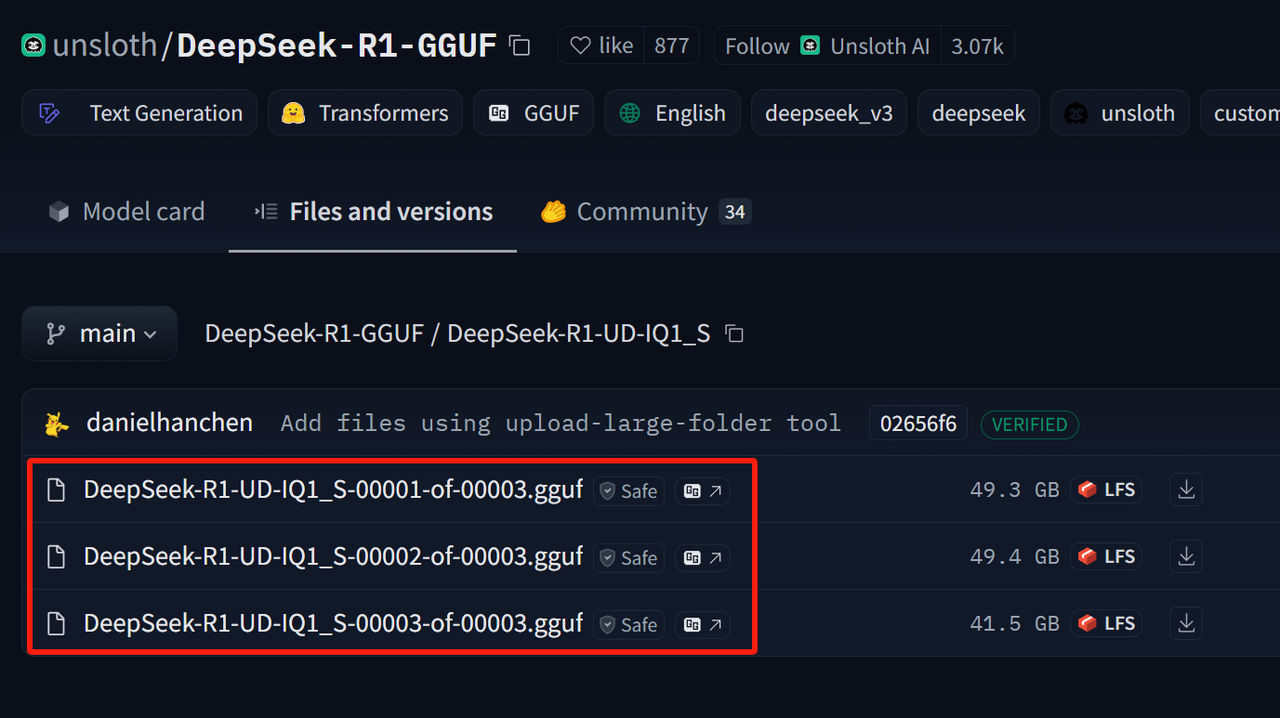 unsloth/DeepSeek-R1-GGUF like 877 Follow Unsloth AI 3.07k
Text Generation Transformers GGUF English deepseek_v3 deepseek unsloth custom
Model card Files and versions Community 34
main DeepSeek-R1-GGUF / DeepSeek-R1-UD-IQ1_S
danielhanchen Add files using upload-large-folder tool 02656f6 VERIFIED
DeepSeek-R1-UD-IQ1_S-00001-of-00003.gguf Safe 49.3 GB LFS
DeepSeek-R1-UD-IQ1_S-00002-of-00003.gguf Safe 49.4 GB LFS
DeepSeek-R1-UD-IQ1_S-00003-of-00003.gguf Safe 41.5 GB LFS